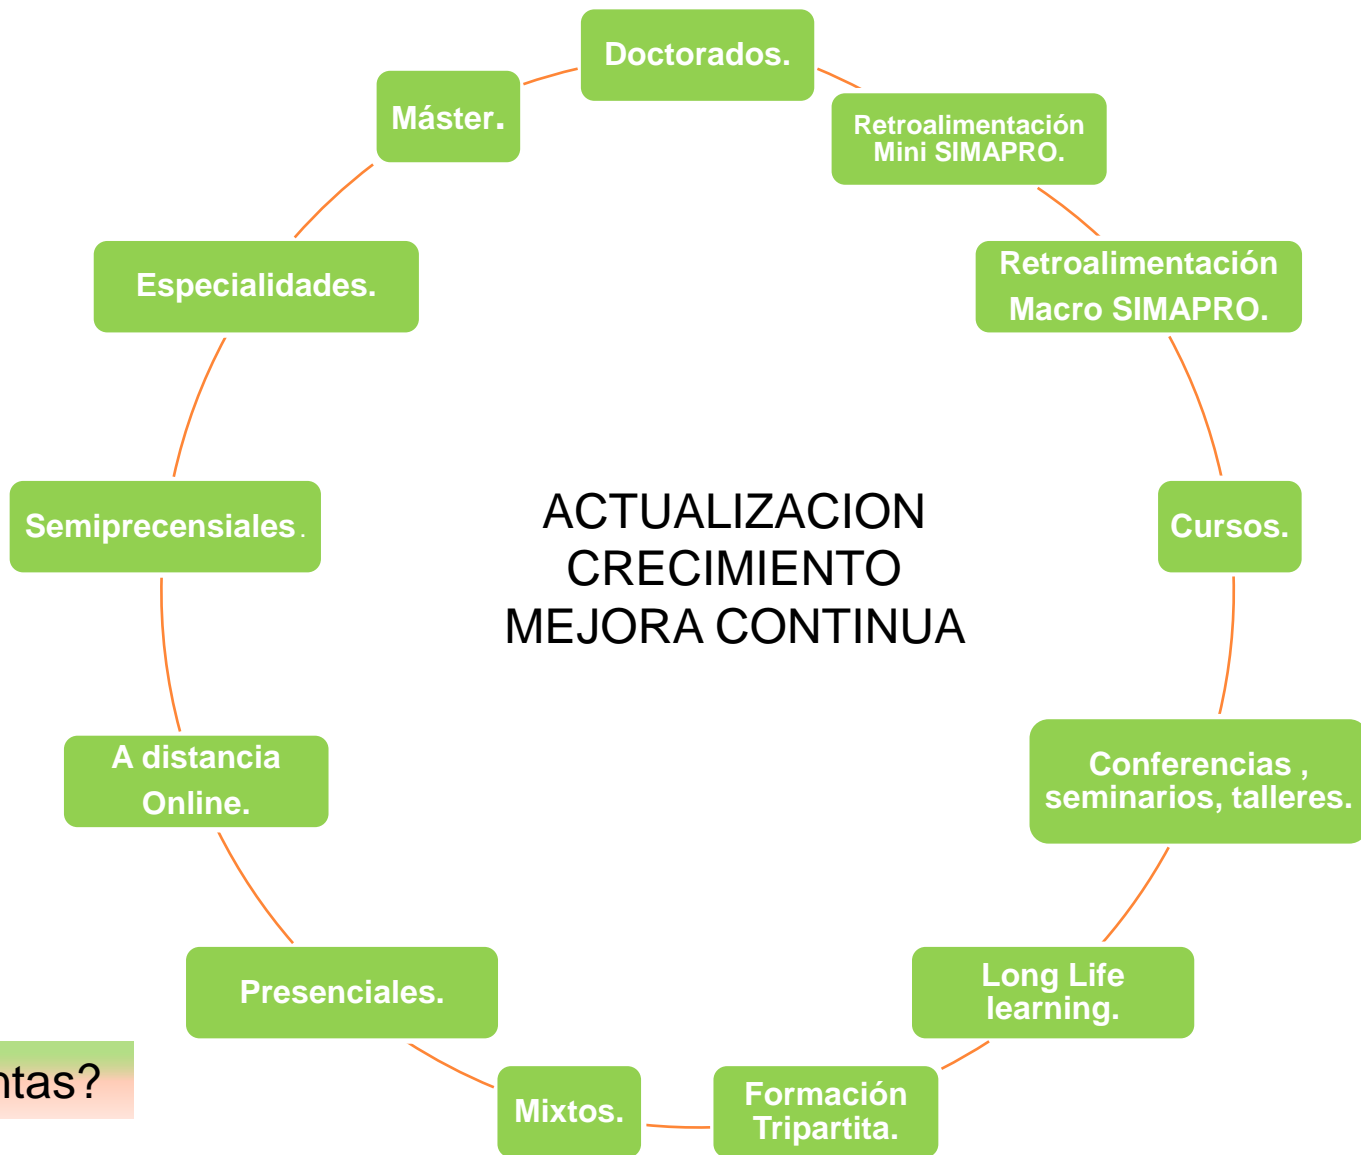 Doctorados.
Retroalimentación
Mini SIMAPRO.
Retroalimentación
Macro SIMAPRO.
Cursos.
Conferencias ,
seminarios, talleres.
Long Life
learning.
Formación
Tripartita.
Mixtos.
Presenciales.
A distancia
Online.
Semiprecensiales.
Especialidades.
Máster.
ACTUALIZACION
CRECIMIENTO
MEJORA CONTINUA
ntas?